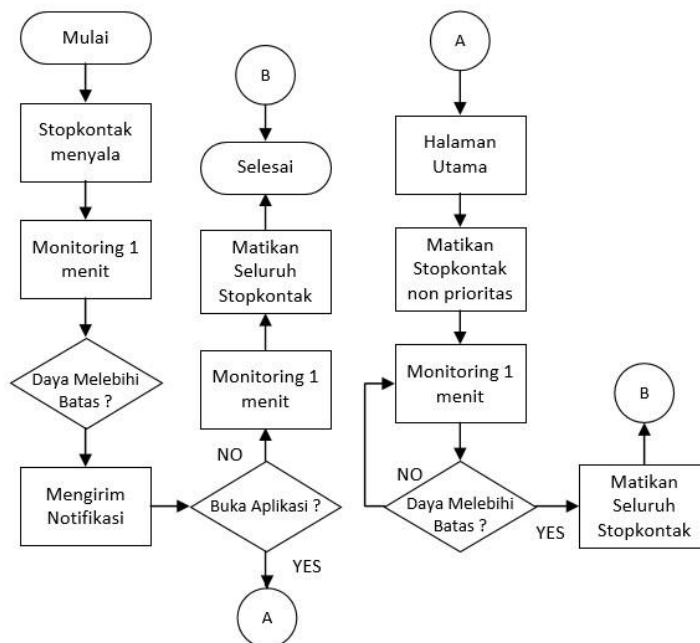 Mulai
Stopkontak
menyala
Monitoring 1
menit
Daya Melebihi
Batas ?
Mengirim
Notifikasi
B
Selesai
Matikan
Seluruh
Stopkontak
Monitoring 1
menit
NO
Buka Aplikasi ?
YES
A
A
Halaman
Utama
Matikan
Stopkontak
non prioritas
Monitoring 1
menit
NO
Daya Melebihi
Batas ?
YES
B
Matikan
Seluruh
Stopkontak